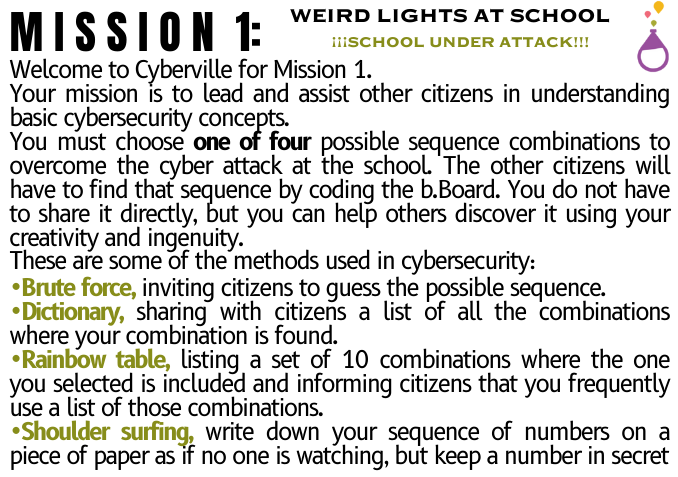 MISSION 1:
WEIRD LIGHTS AT SCHOOL
¡¡¡SCHOOL UNDER ATTACK!!!
Welcome to Cyberville for Mission 1.
Your mission is to lead and assist other citizens in understanding
basic cybersecurity concepts.
You must choose one of four possible sequence combinations to
overcome the cyber attack at the school. The other citizens will
have to find that sequence by coding the b.Board. You do not have
to share it directly, but you can help others discover it using your
creativity and ingenuity.
These are some of the methods used in cybersecurity:
•Brute force, inviting citizens to guess the possible sequence.
•Dictionary, sharing with citizens a list of all the combinations
where your combination is found.
•Rainbow table, listing a set of 10 combinations where the one
you selected is included and informing citizens that you frequently
use a list of those combinations.
•Shoulder surfing, write down your sequence of numbers on a
piece of paper as if no one is watching, but keep a number in secret